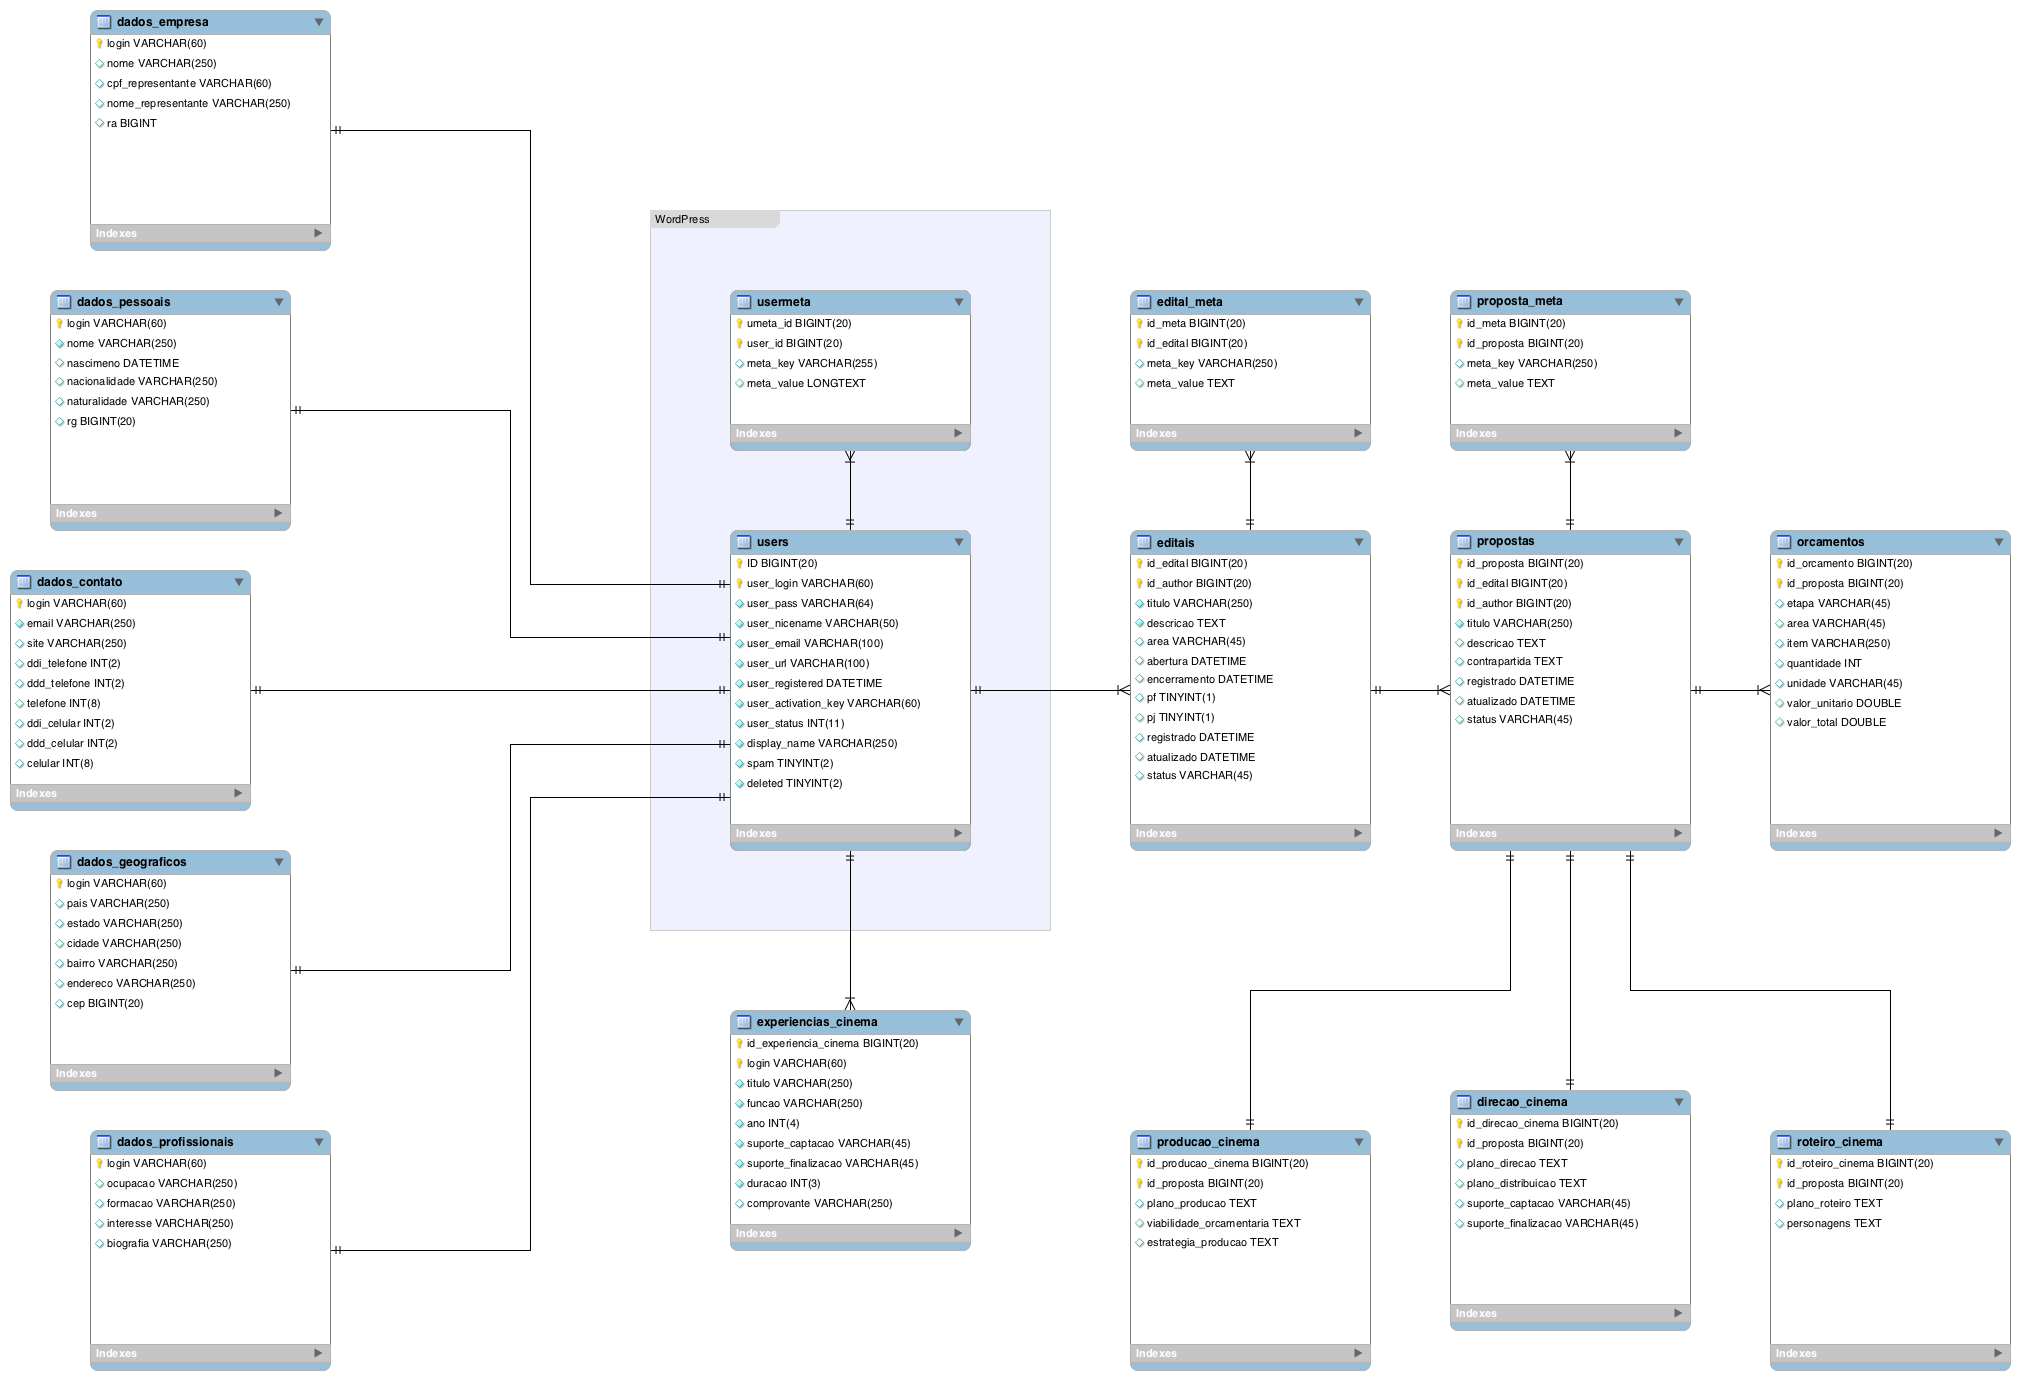 dados_empresa
login VARCHAR(60)
nome VARCHAR(250)
cpf_representante VARCHAR(60)
nome_representante VARCHAR(250)
ra BIGINT
Indexes
dados_pessoais
login VARCHAR(60)
nome VARCHAR(250)
nascimeno DATETIME
nacionalidade VARCHAR(250)
naturalidade VARCHAR(250)
rg BIGINT(20)
Indexes
dados_contato
login VARCHAR(60)
email VARCHAR(250)
site VARCHAR(250)
ddi_telefone INT(2)
ddd_telefone INT(2)
telefone INT(8)
ddi_celular INT(2)
ddd_celular INT(2)
celular INT(8)
Indexes
dados_geograficos
login VARCHAR(60)
pais VARCHAR(250)
estado VARCHAR(250)
cidade VARCHAR(250)
bairro VARCHAR(250)
endereco VARCHAR(250)
cep BIGINT(20)
Indexes
dados_profissionais
login VARCHAR(60)
ocupacao VARCHAR(250)
formacao VARCHAR(250)
interesse VARCHAR(250)
biografia VARCHAR(250)
Indexes
WordPress
usermeta
umeta_id BIGINT(20)
user_id BIGINT(20)
meta_key VARCHAR(255)
meta_value LONGTEXT
Indexes
users
ID BIGINT(20)
user_login VARCHAR(60)
user_pass VARCHAR(64)
user_nicename VARCHAR(50)
user_email VARCHAR(100)
user_url VARCHAR(100)
user_registered DATETIME
user_activation_key VARCHAR(60)
user_status INT(11)
display_name VARCHAR(250)
spam TINYINT(2)
deleted TINYINT(2)
Indexes
experiencias_cinema
id_experiencia_cinema BIGINT(20)
login VARCHAR(60)
titulo VARCHAR(250)
funcao VARCHAR(250)
ano INT(4)
suporte_captacao VARCHAR(45)
suporte_finalizacao VARCHAR(45)
duracao INT(3)
comprovante VARCHAR(250)
Indexes
edital_meta
id_meta BIGINT(20)
id_edital BIGINT(20)
meta_key VARCHAR(250)
meta_value TEXT
Indexes
editais
id_edital BIGINT(20)
id_author BIGINT(20)
titulo VARCHAR(250)
descricao TEXT
area VARCHAR(45)
abertura DATETIME
encerramento DATETIME
pf TINYINT(1)
pj TINYINT(1)
registrado DATETIME
atualizado DATETIME
status VARCHAR(45)
Indexes
proposta_meta
id_meta BIGINT(20)
id_proposta BIGINT(20)
meta_key VARCHAR(250)
meta_value TEXT
Indexes
propostas
id_proposta BIGINT(20)
id_edital BIGINT(20)
id_author BIGINT(20)
titulo VARCHAR(250)
descricao TEXT
contrapartida TEXT
registrado DATETIME
atualizado DATETIME
status VARCHAR(45)
Indexes
orcamentos
id_orcamento BIGINT(20)
id_proposta BIGINT(20)
etapa VARCHAR(45)
area VARCHAR(45)
item VARCHAR(250)
quantidade INT
unidade VARCHAR(45)
valor_unitario DOUBLE
valor_total DOUBLE
Indexes
producao_cinema
id_producao_cinema BIGINT(20)
id_proposta BIGINT(20)
plano_producao TEXT
viabilidade_orcamentaria TEXT
estrategia_producao TEXT
Indexes
direcao_cinema
id_direcao_cinema BIGINT(20)
id_proposta BIGINT(20)
plano_direcao TEXT
plano_distribuicao TEXT
suporte_captacao VARCHAR(45)
suporte_finalizacao VARCHAR(45)
Indexes
roteiro_cinema
id_roteiro_cinema BIGINT(20)
id_proposta BIGINT(20)
plano_roteiro TEXT
personagens TEXT
Indexes